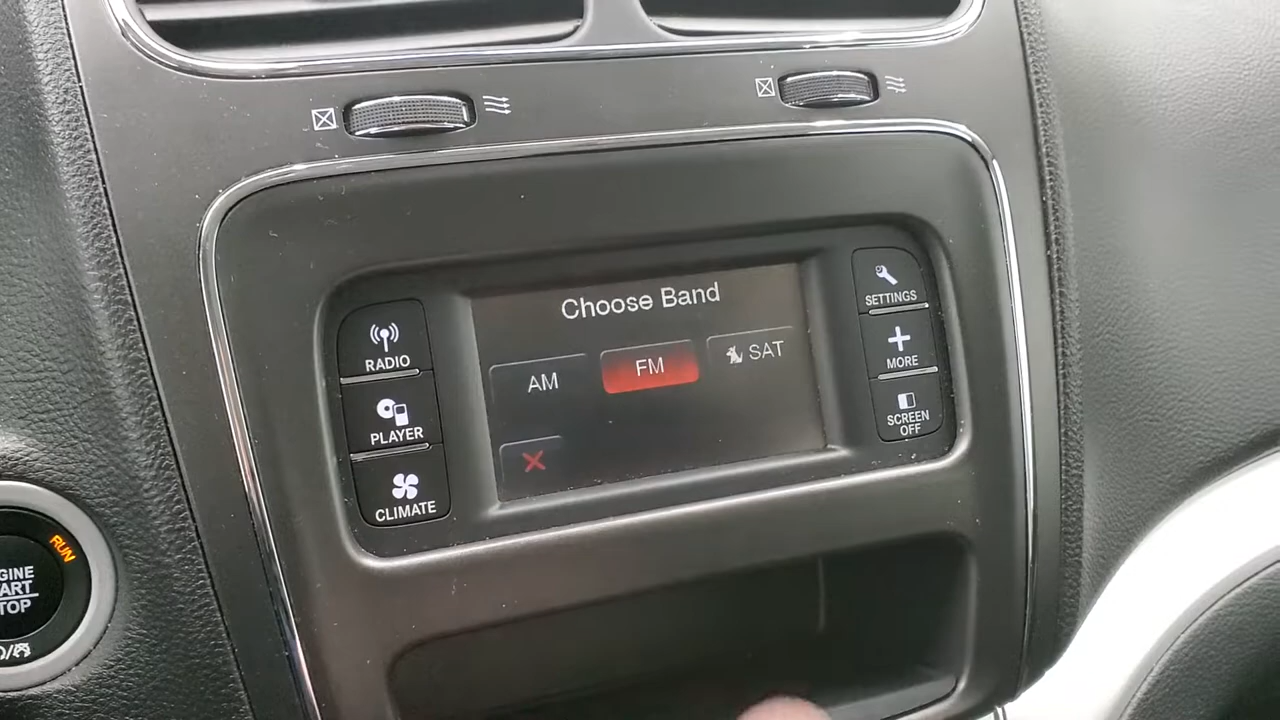 Choose Band
AM
FM
SAT
RADIO
PLAYER
CLIMATE
SETTINGS
MORE
SCREEN
OFF
RUN
GINE
ART
TOP